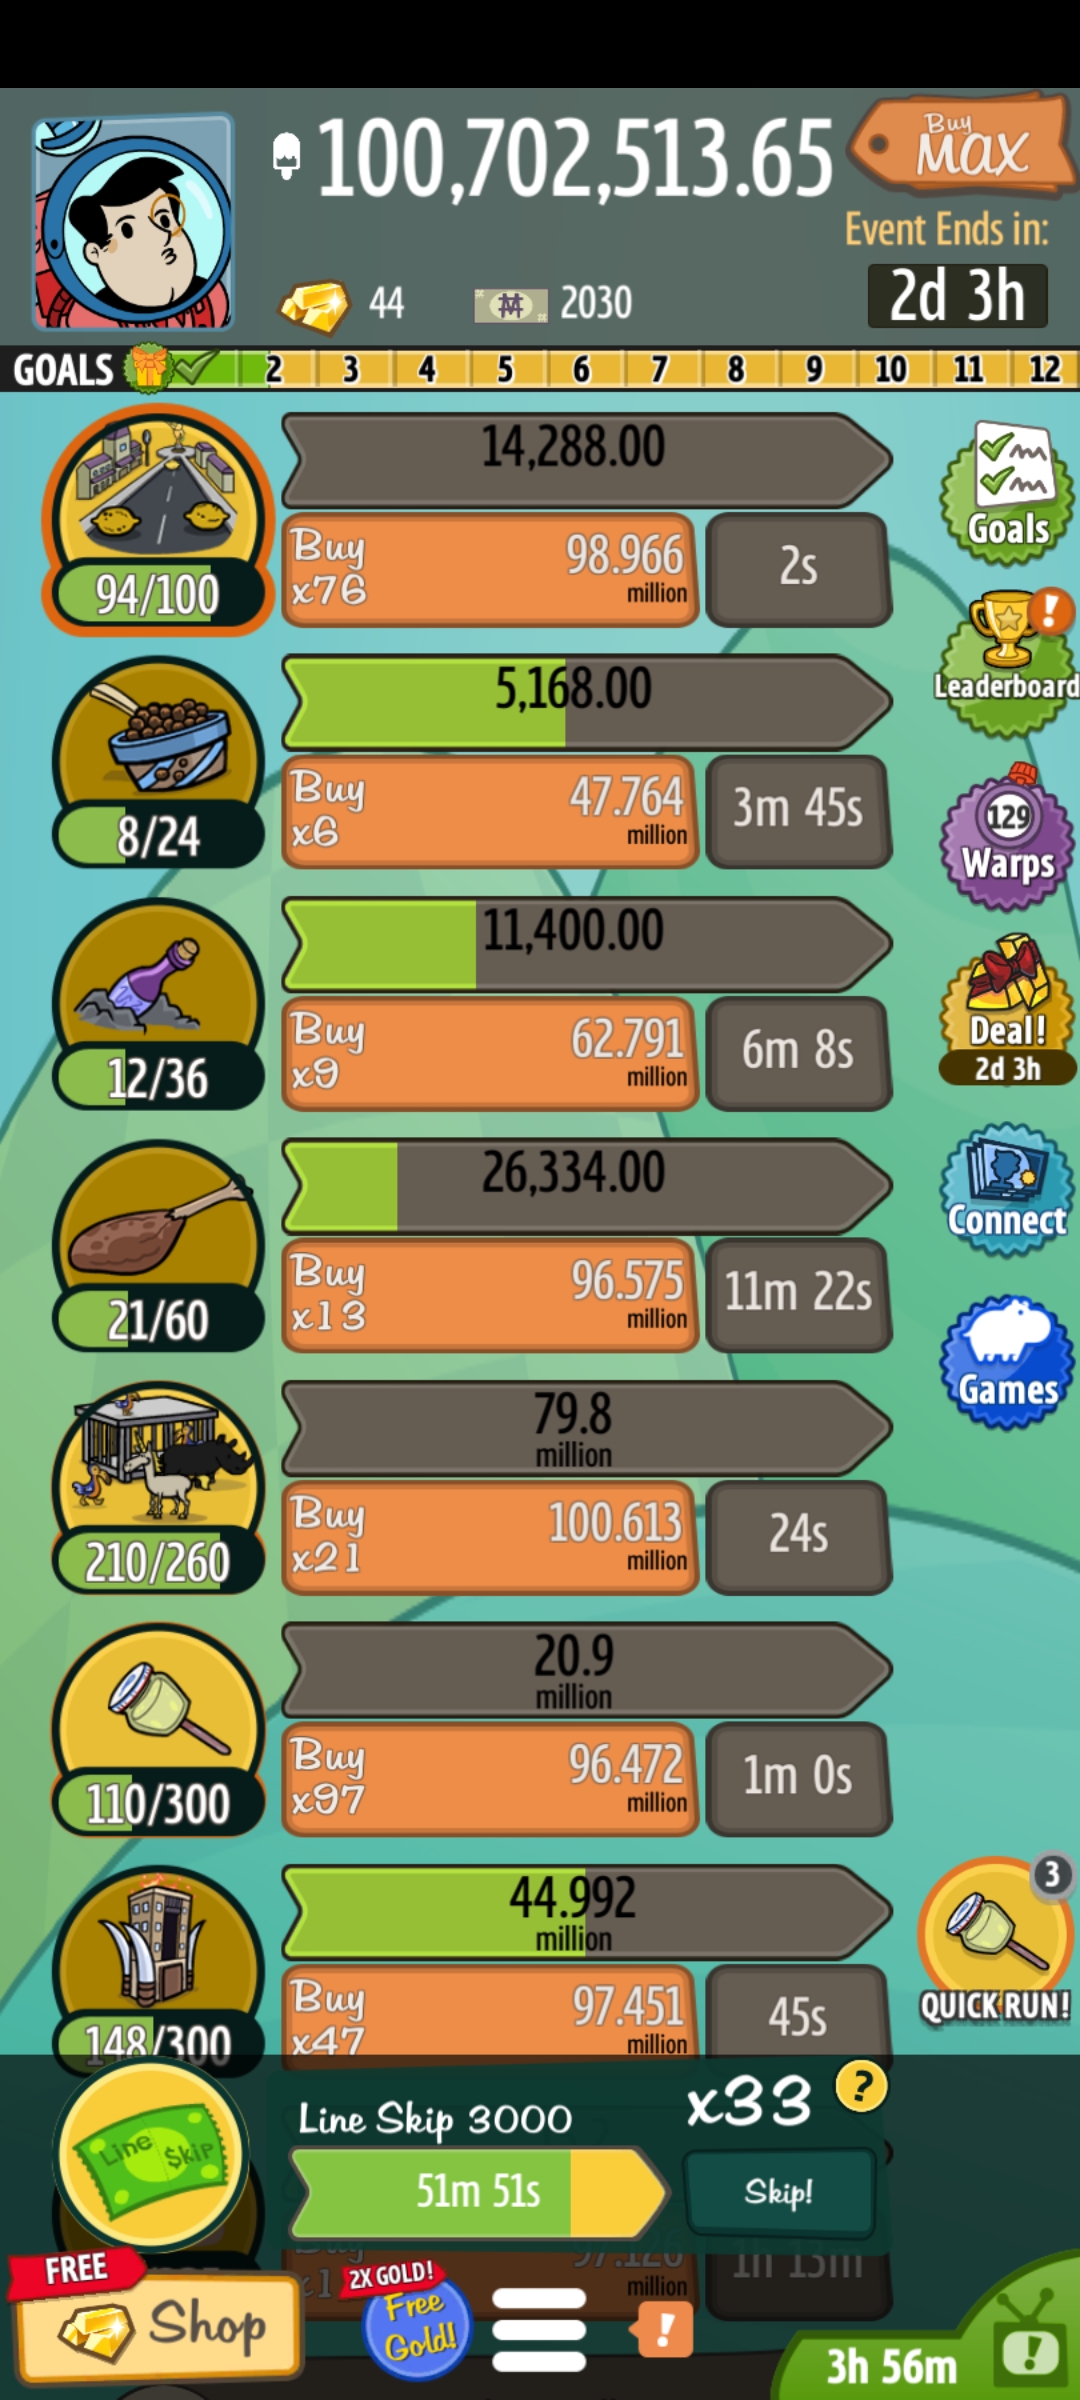 100,702,513.65
Buy
MAX
Event Ends in:
44
2030
2d 3h
GOALS 2 3 4 5 6 7 8 9 10 11 12
14,288.00
Buy
x76
98.966
million
2s
94/100
Goals
5,168.00
Buy
x6
47.764
million
3m 45s
8/24
!
Leaderboard
11,400.00
Buy
x9
62.791
million
6m 8s
12/36
129
Warps
26,334.00
Buy
x13
96.575
million
11m 22s
21/60
Deal!
2d 3h
Connect
79.8
million
Buy
x21
100.613
million
24s
210/260
Games
20.9
million
Buy
x97
96.472
million
1m 0s
110/300
44.992
million
Buy
x47
97.451
million
45s
148/300
3
QUICK RUN!
Line Skip
Line Skip 3000
x33
?
51m 51s
Skip!
Buy
x1
97.126
million
1h 13m
FREE
Shop
2X GOLD!
Free
Gold!
!
3h 56m
!